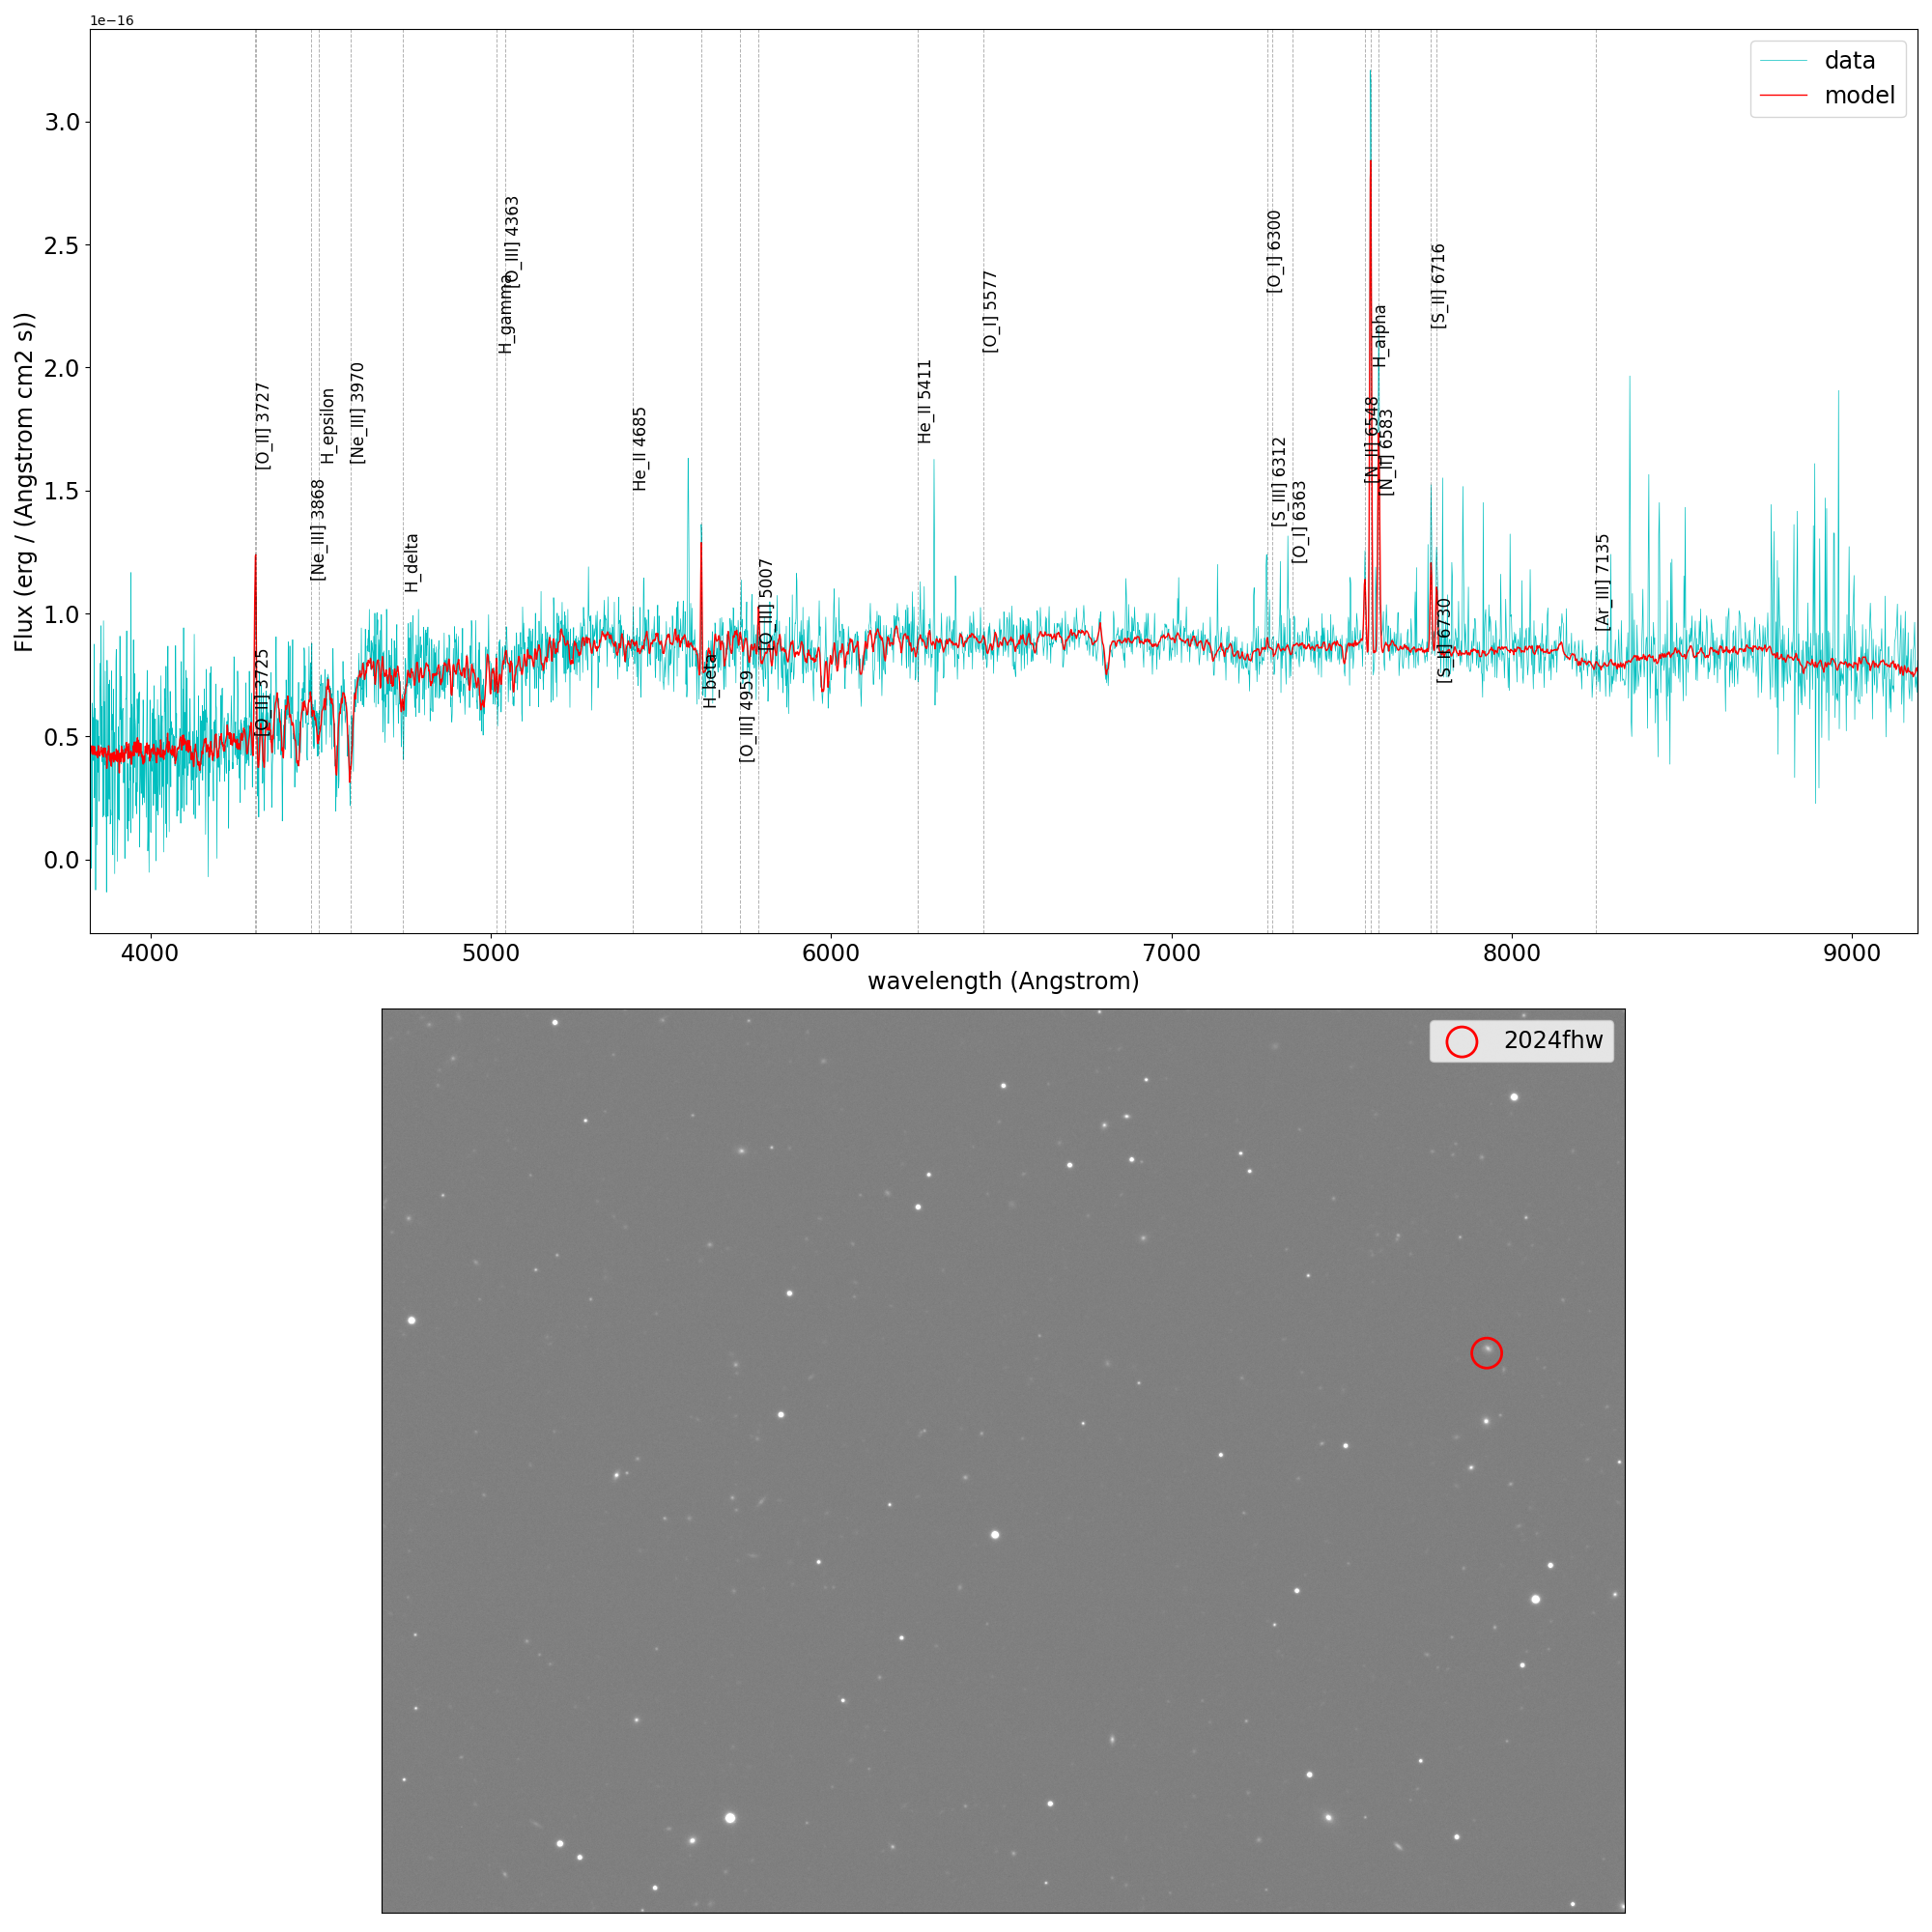 1e−16
data
model
3.0
2.5
2.0
1.5
1.0
0.5
0.0
Flux (erg / (Angstrom cm2 s))
[O_II] 3725
[O_II] 3727
[Ne_III] 3868
H_epsilon
[Ne_III] 3970
H_delta
H_gamma
[O_III] 4363
He_II 4685
H_beta
[O_III] 4959
[O_III] 5007
He_II 5411
[O_I] 5577
[O_I] 6300
[S_III] 6312
[O_I] 6363
[N_II] 6548
H_alpha
[N_II] 6583
[S_II] 6716
[S_II] 6730
[Ar_III] 7135
4000 5000 6000 7000 8000 9000
wavelength (Angstrom)
2024fhw